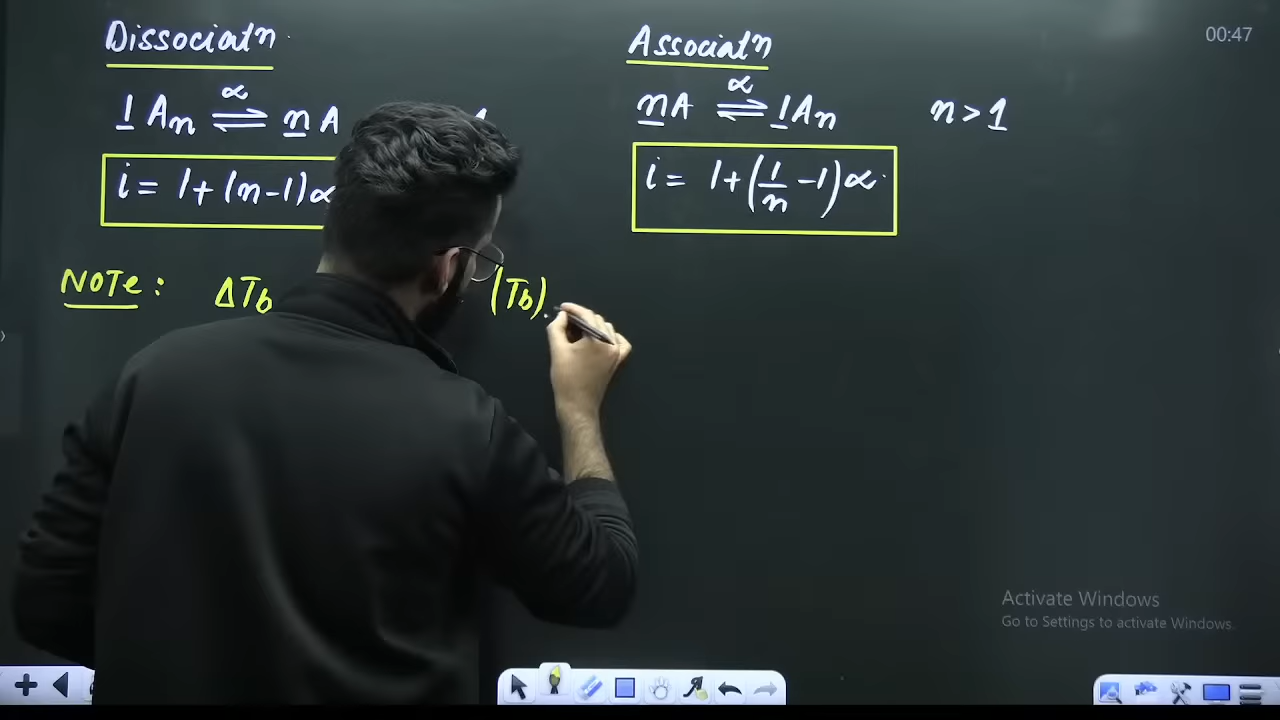 Dissociatⁿ
1 Aₙ ⇌ n A
α
i = 1+(n-1)α
Associatⁿ
nA ⇌ 1Aₙ n > 1
α
i = 1+(1/n -1)α
NOTe : ΔTb (Tb)
00:47
Activate Windows
Go to Settings to activate Windows.